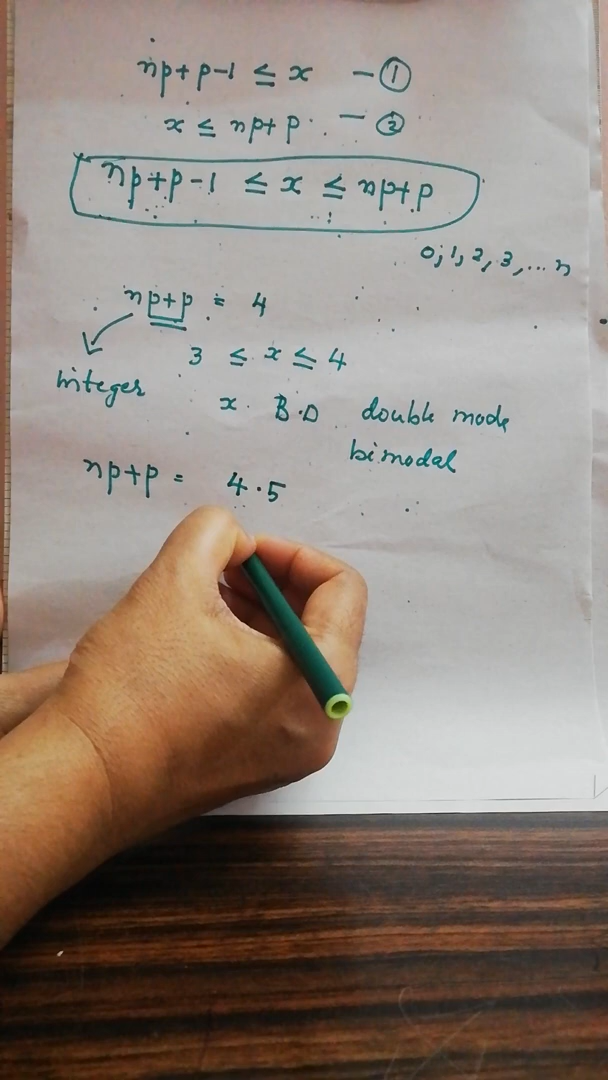 np+p-1 ≤ x - ①
x ≤ np+p. - ②
np+p-1 ≤ x ≤ np+p
0, 1, 2, 3, ... n
np+p = 4
3 ≤ x ≤ 4
integer
x. B.D double mode
bimodal
np+p = 4.5